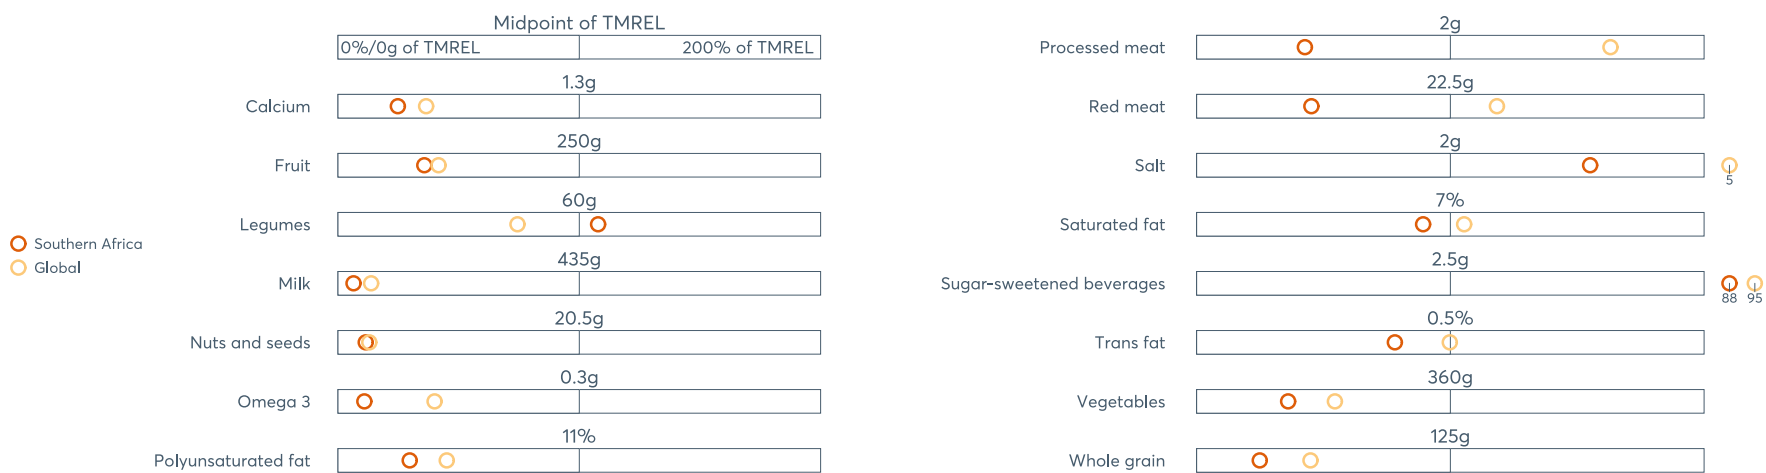 Midpoint of TMREL
0%/0g of TMREL 200% of TMREL
1.3g
Calcium
250g
Fruit
60g
Legumes
435g
Milk
20.5g
Nuts and seeds
0.3g
Omega 3
11%
Polyunsaturated fat
Southern Africa
Global
2g
Processed meat
22.5g
Red meat
2g
Salt
5
7%
Saturated fat
2.5g
Sugar-sweetened beverages
88 95
0.5%
Trans fat
360g
Vegetables
125g
Whole grain